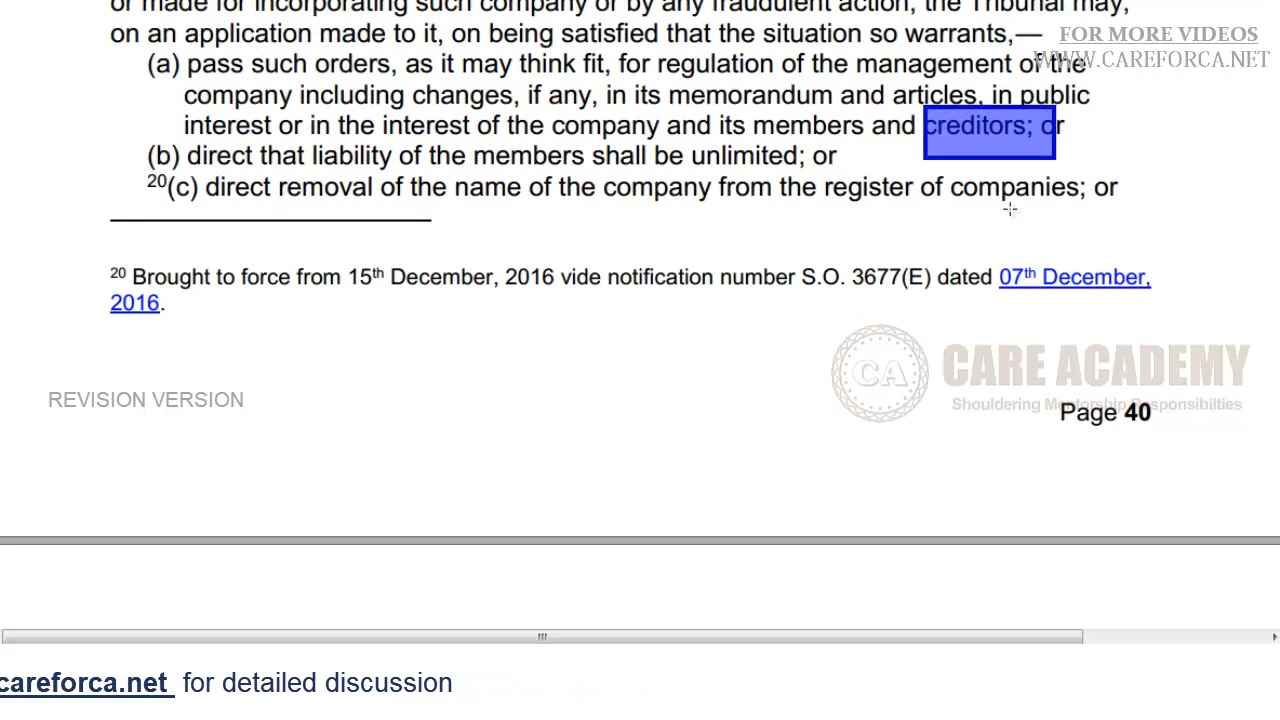 or made for incorporating such company or by any fraudulent action, the Tribunal may,
on an application made to it, on being satisfied that the situation so warrants,—
FOR MORE VIDEOS
WWW.CAREFORCA.NET
(a) pass such orders, as it may think fit, for regulation of the management of the
company including changes, if any, in its memorandum and articles, in public
interest or in the interest of the company and its members and creditors; or
(b) direct that liability of the members shall be unlimited; or
20(c) direct removal of the name of the company from the register of companies; or
20 Brought to force from 15th December, 2016 vide notification number S.O. 3677(E) dated 07th December,
2016.
CA
CARE ACADEMY
Shouldering Mentorship Responsibilties
REVISION VERSION
Page 40
careforca.net for detailed discussion